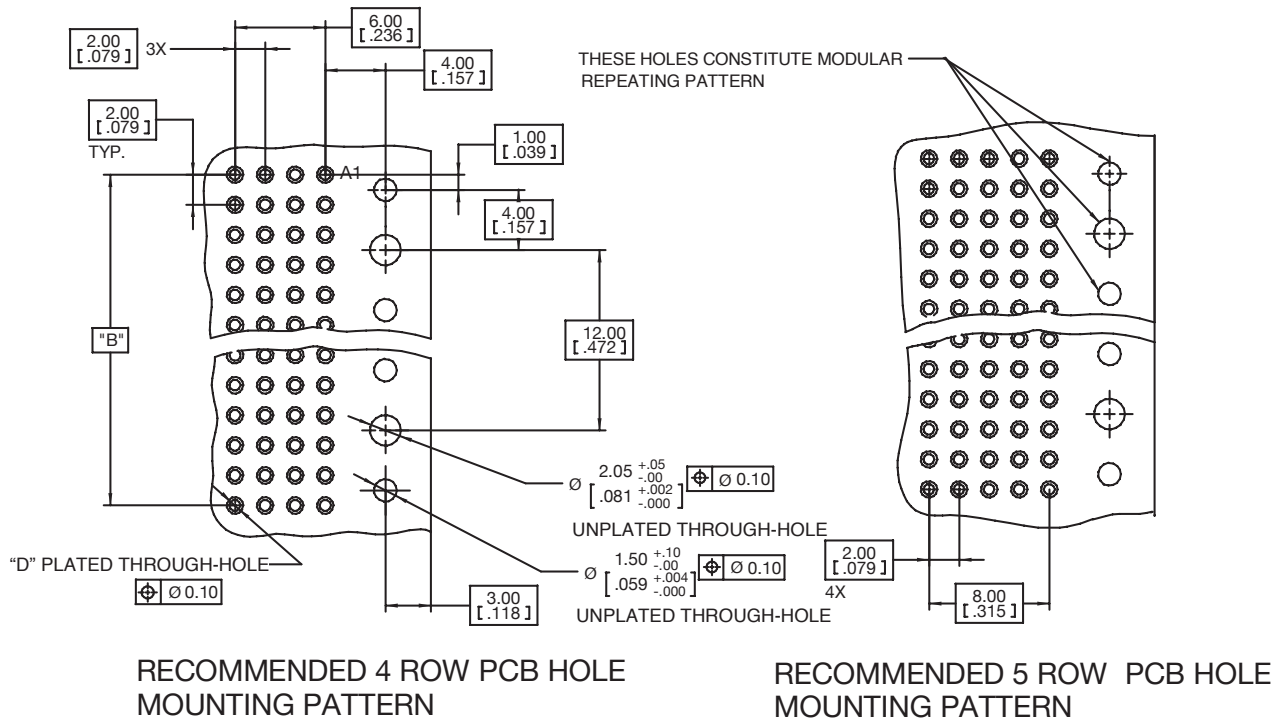 6.00
[.236]
2.00
[.079]
3X
4.00
[.157]
2.00
[.079]
TYP.
1.00
[.039]
A1
4.00
[.157]
"B"
12.00
[.472]
Ø 2.05 +.05 -.00
[.081 +.002 -.000]
⌖ Ø 0.10
UNPLATED THROUGH-HOLE
Ø 1.50 +.10 -.00
[.059 +.004 -.000]
⌖ Ø 0.10
UNPLATED THROUGH-HOLE
“D” PLATED THROUGH-HOLE
⌖ Ø 0.10
3.00
[.118]
RECOMMENDED 4 ROW PCB HOLE
MOUNTING PATTERN
THESE HOLES CONSTITUTE MODULAR
REPEATING PATTERN
2.00
[.079]
4X
8.00
[.315]
RECOMMENDED 5 ROW PCB HOLE
MOUNTING PATTERN